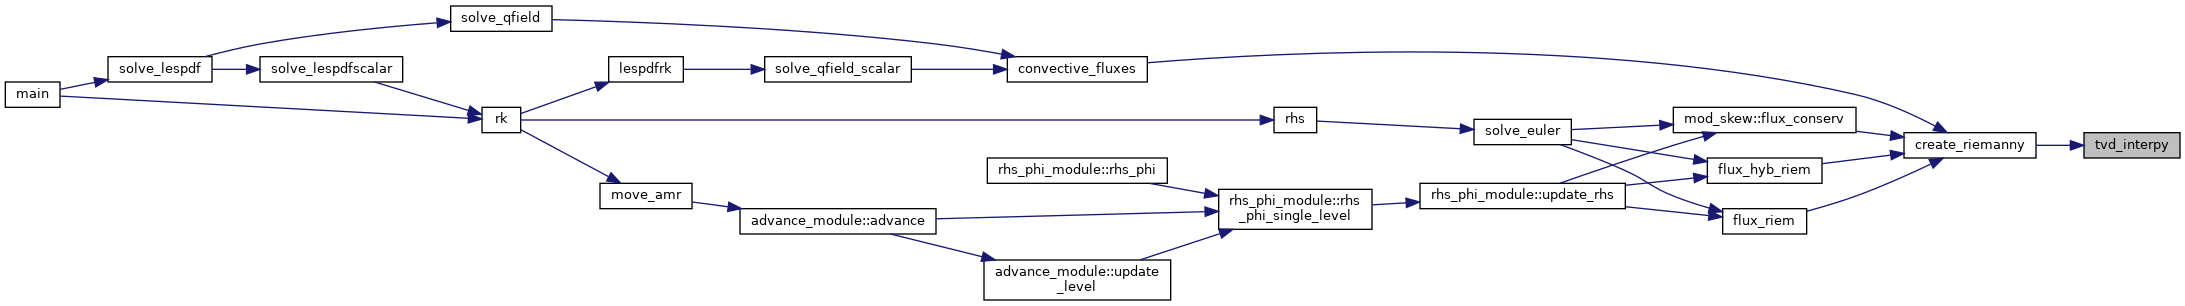 main
solve_lespdf
solve_lespdfscalar
solve_qfield
rk
lespdfrk
move_amr
solve_qfield_scalar
advance_module::advance
convective_fluxes
rhs_phi_module::rhs_phi
advance_module::update
_level
rhs
rhs_phi_module::rhs
_phi_single_level
solve_euler
rhs_phi_module::update_rhs
mod_skew::flux_conserv
flux_hyb_riem
flux_riem
create_riemanny
tvd_interpy